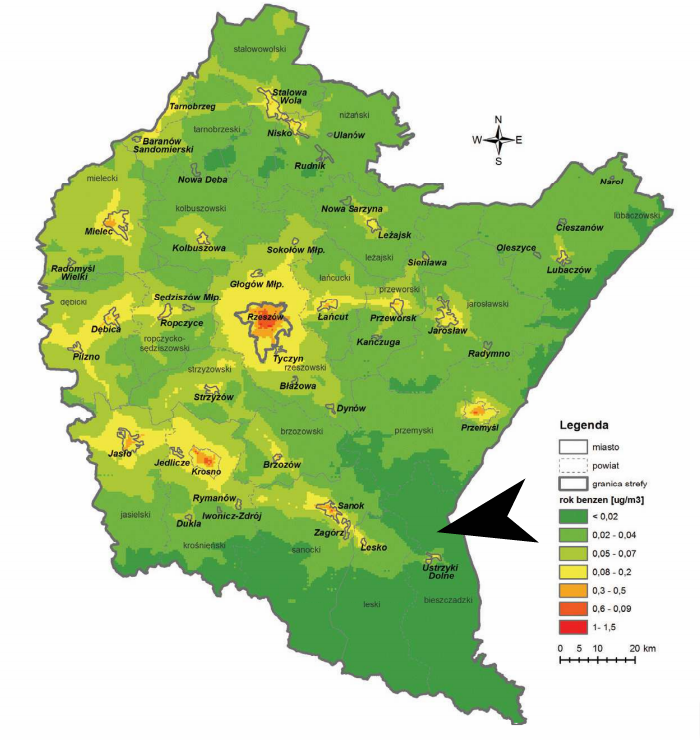 stalowowolski
Stalowa
Wola
Tarnobrzeg
niżański
tarnobrzeski
Nisko
Ulanów
Baranów
Sandomierski
Rudnik
mielecki
Nowa Dęba
Narol
kolbuszowski
Nowa Sarzyna
lubaczowski
Mielec
Leżajsk
Cieszanów
Kolbuszowa
Sokołów Młp.
Oleszyce
leżajski
Sieniawa
Lubaczów
Radomyśl
Wielki
Głogów Młp.
łańcucki
przeworski
dębicki
Sędziszów Młp.
jarosławski
Rzeszów
Łańcut
Przeworsk
Dębica
Ropczyce
Jarosław
ropczycko-
sędziszowski
Kańczuga
Pilzno
Tyczyn
Radymno
strzyżowski
rzeszowski
Błażowa
Strzyżów
Dynów
brzozowski
przemyski
Przemyśl
Jasło
Jedlicze
Krosno
Brzozów
Rymanów
Sanok
jasielski
Iwonicz-Zdrój
Dukla
Zagórz
krośnieński
sanocki
Lesko
Ustrzyki
Dolne
leski
bieszczadzki
N
W E
S
Legenda
miasto
powiat
granica strefy
rok benzen [ug/m3]
< 0,02
0,02 - 0,04
0,05 - 0,07
0,08 - 0,2
0,3 - 0,5
0,6 - 0,09
1- 1,5
0 5 10 20 km